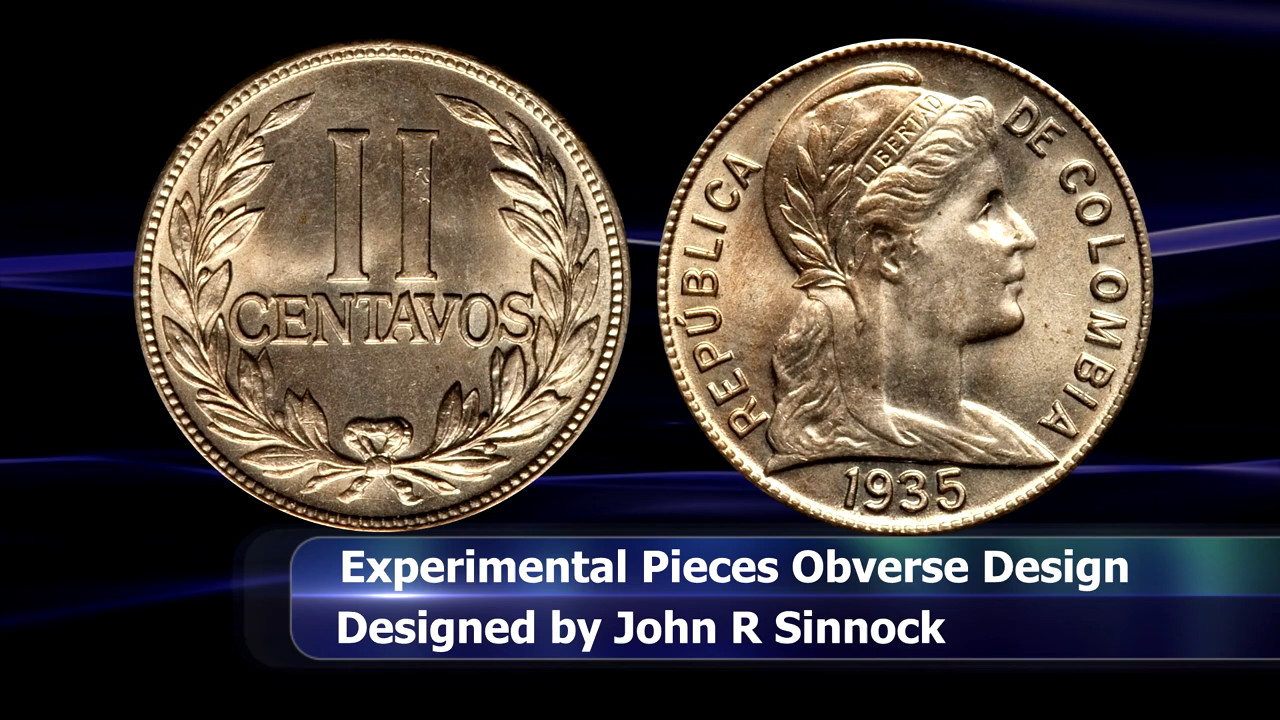 II
CENTAVOS
REPÚBLICA DE COLOMBIA
LIBERTAD
1935
Experimental Pieces Obverse Design
Designed by John R Sinnock